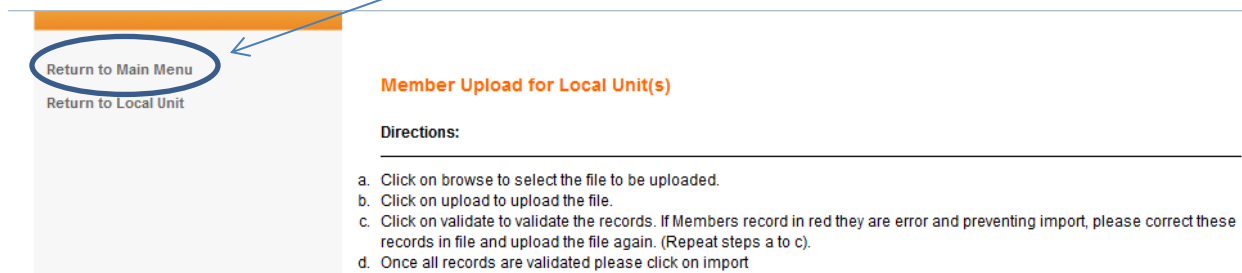 Return to Main Menu
Return to Local Unit
Member Upload for Local Unit(s)
Directions:
a. Click on browse to select the file to be uploaded.
b. Click on upload to upload the file.
c. Click on validate to validate the records. If Members record in red they are error and preventing import, please correct these
records in file and upload the file again. (Repeat steps a to c).
d. Once all records are validated please click on import